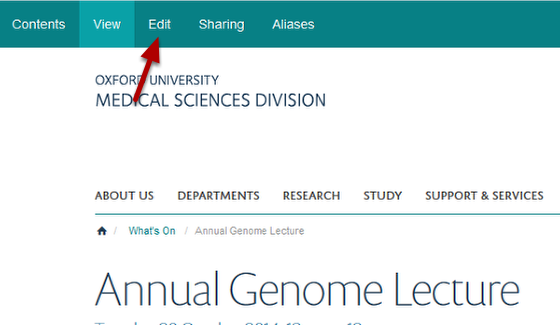 Contents View Edit Sharing Aliases
OXFORD UNIVERSITY
MEDICAL SCIENCES DIVISION
ABOUT US DEPARTMENTS RESEARCH STUDY SUPPORT & SERVICES
/ What's On / Annual Genome Lecture
Annual Genome Lecture